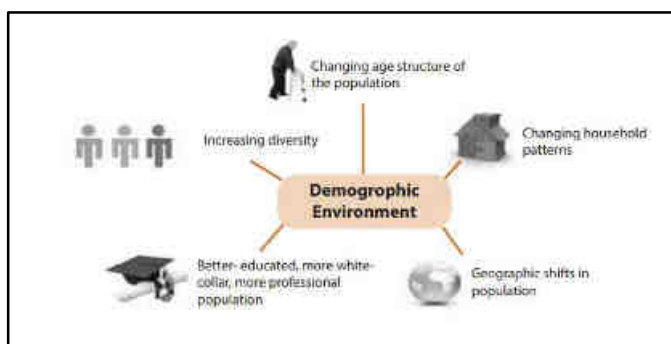 Changing age structure of
the population
Increasing diversity
Changing household
patterns
Demographic
Environment
Better- educated, more white-
collar, more professional
population
Geographic shifts in
population